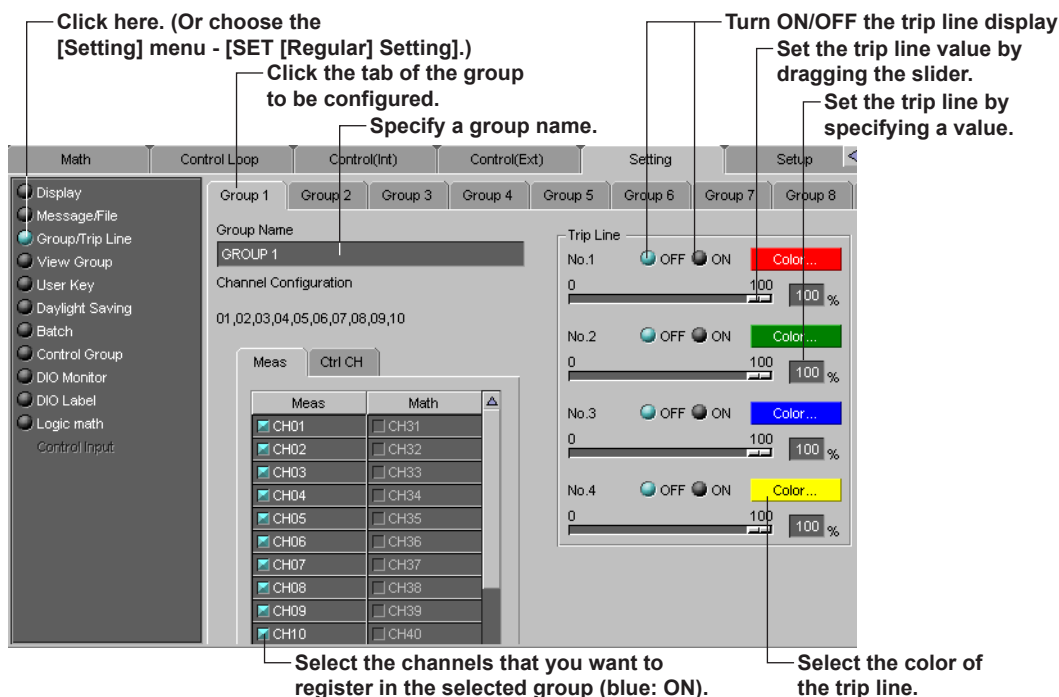 Click here. (Or choose the
[Setting] menu - [SET [Regular] Setting].)
Click the tab of the group
to be configured.
Specify a group name.
Turn ON/OFF the trip line display
Set the trip line value by
dragging the slider.
Set the trip line by
specifying a value.
Math Control Loop Control(Int) Control(Ext) Setting Setup
Display
Message/File
Group/Trip Line
View Group
User Key
Daylight Saving
Batch
Control Group
DIO Monitor
DIO Label
Logic math
Control Input
Group 1 Group 2 Group 3 Group 4 Group 5 Group 6 Group 7 Group 8
Group Name
GROUP 1
Channel Configuration
01,02,03,04,05,06,07,08,09,10
Meas Ctrl CH
Meas Math
CH01 CH31
CH02 CH32
CH03 CH33
CH04 CH34
CH05 CH35
CH06 CH36
CH07 CH37
CH08 CH38
CH09 CH39
CH10 CH40
Trip Line
No.1 OFF ON Color...
0 100 100 %
No.2 OFF ON Color...
0 100 100 %
No.3 OFF ON Color...
0 100 100 %
No.4 OFF ON Color...
0 100 100 %
Select the channels that you want to
register in the selected group (blue: ON).
Select the color of
the trip line.